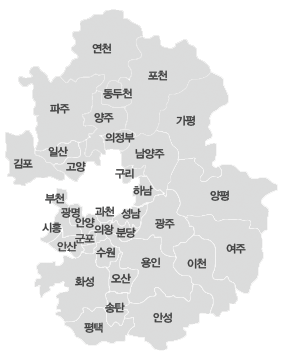 연천
포천
동두천
파주
양주
가평
의정부
일산
남양주
김포
고양
구리
하남
부천
양평
광명
과천
성남
시흥
안양
의왕
분당
광주
군포
안산
수원
여주
용인
이천
화성
오산
송탄
안성
평택